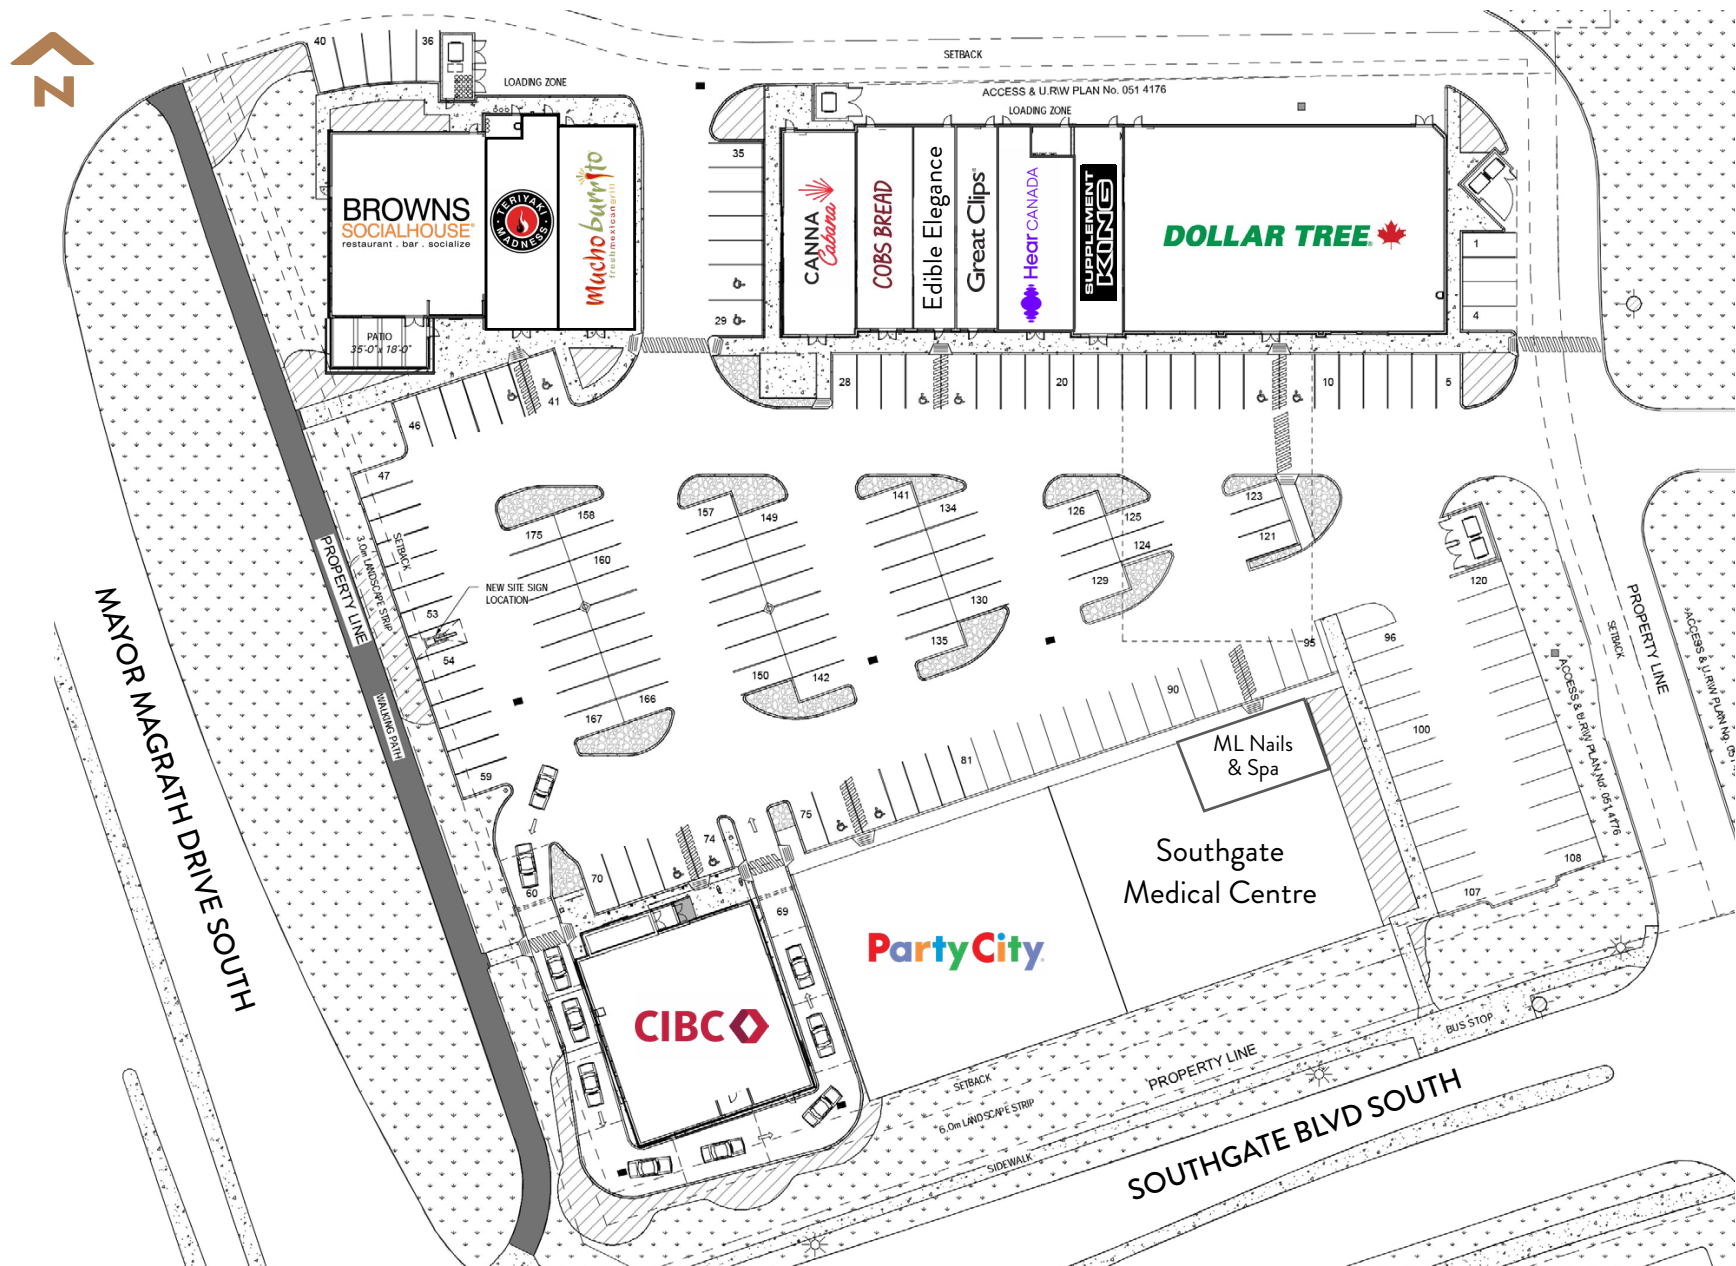 N
40
36
LOADING ZONE
SETBACK
ACCESS & U.R\W PLAN No. 051 4176
LOADING ZONE
BROWNS
SOCIALHOUSE
restaurant . bar . socialize
TERIYAKI
MADNESS
mucho burrito
fresh mexican grill
35
29
CANNA
Cabana
COBS BREAD
Edible Elegance
Great Clips
Hear CANADA
SUPPLEMENT
KING
DOLLAR TREE
1
4
PATIO
35'-0" x 18'-0"
41
46
28
20
10
5
47
SETBACK
3.0m LANDSCAPE STRIP
PROPERTY LINE
53
NEW SITE SIGN
LOCATION
54
59
WALKING PATH
MAYOR MAGRATH DRIVE SOUTH
158
175
160
166
167
157
149
150
142
141
134
130
135
126
125
124
129
123
121
120
95
96
90
81
75
74
70
60
69
100
107
108
ML Nails
& Spa
Southgate
Medical Centre
PartyCity
CIBC
PROPERTY LINE
SETBACK
ACCESS & U.R\W PLAN No. 051 4176
ACCESS & U.R\W PLAN No. 051
BUS STOP
PROPERTY LINE
SETBACK
6.0m LANDSCAPE STRIP
SIDEWALK
SOUTHGATE BLVD SOUTH